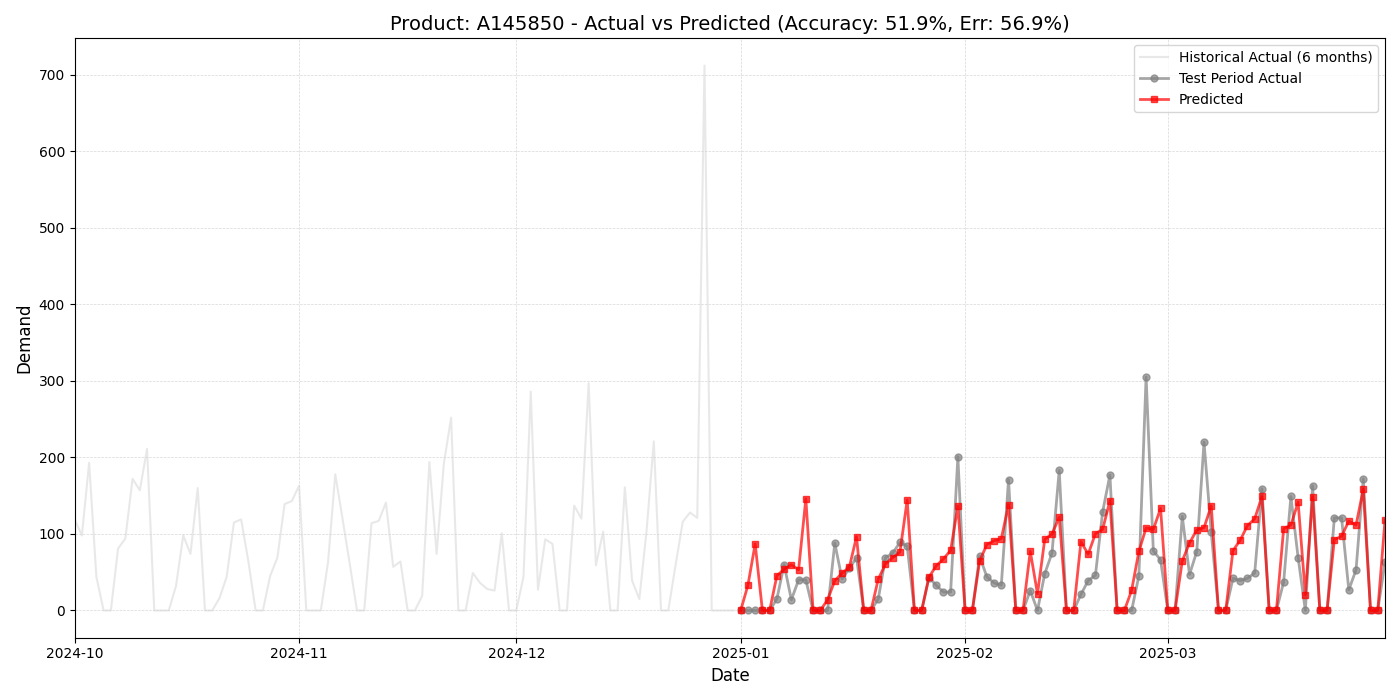 Product: A145850 - Actual vs Predicted (Accuracy: 51.9%, Err: 56.9%)
Historical Actual (6 months)
Test Period Actual
Predicted
Demand
700
600
500
400
300
200
100
0
2024-10
2024-11
2024-12
2025-01
2025-02
2025-03
Date